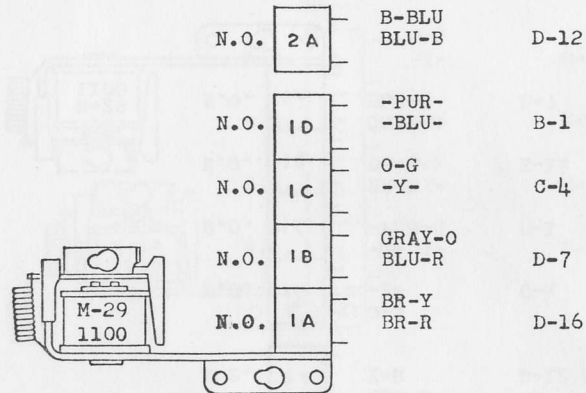 B-BLU
N.O. 2A BLU-B D-12
-PUR-
N.O. 1D -BLU- B-1
O-G
N.O. 1C -Y- C-4
GRAY-O
N.O. 1B BLU-R D-7
BR-Y
N.O. 1A BR-R D-16
M-29
1100